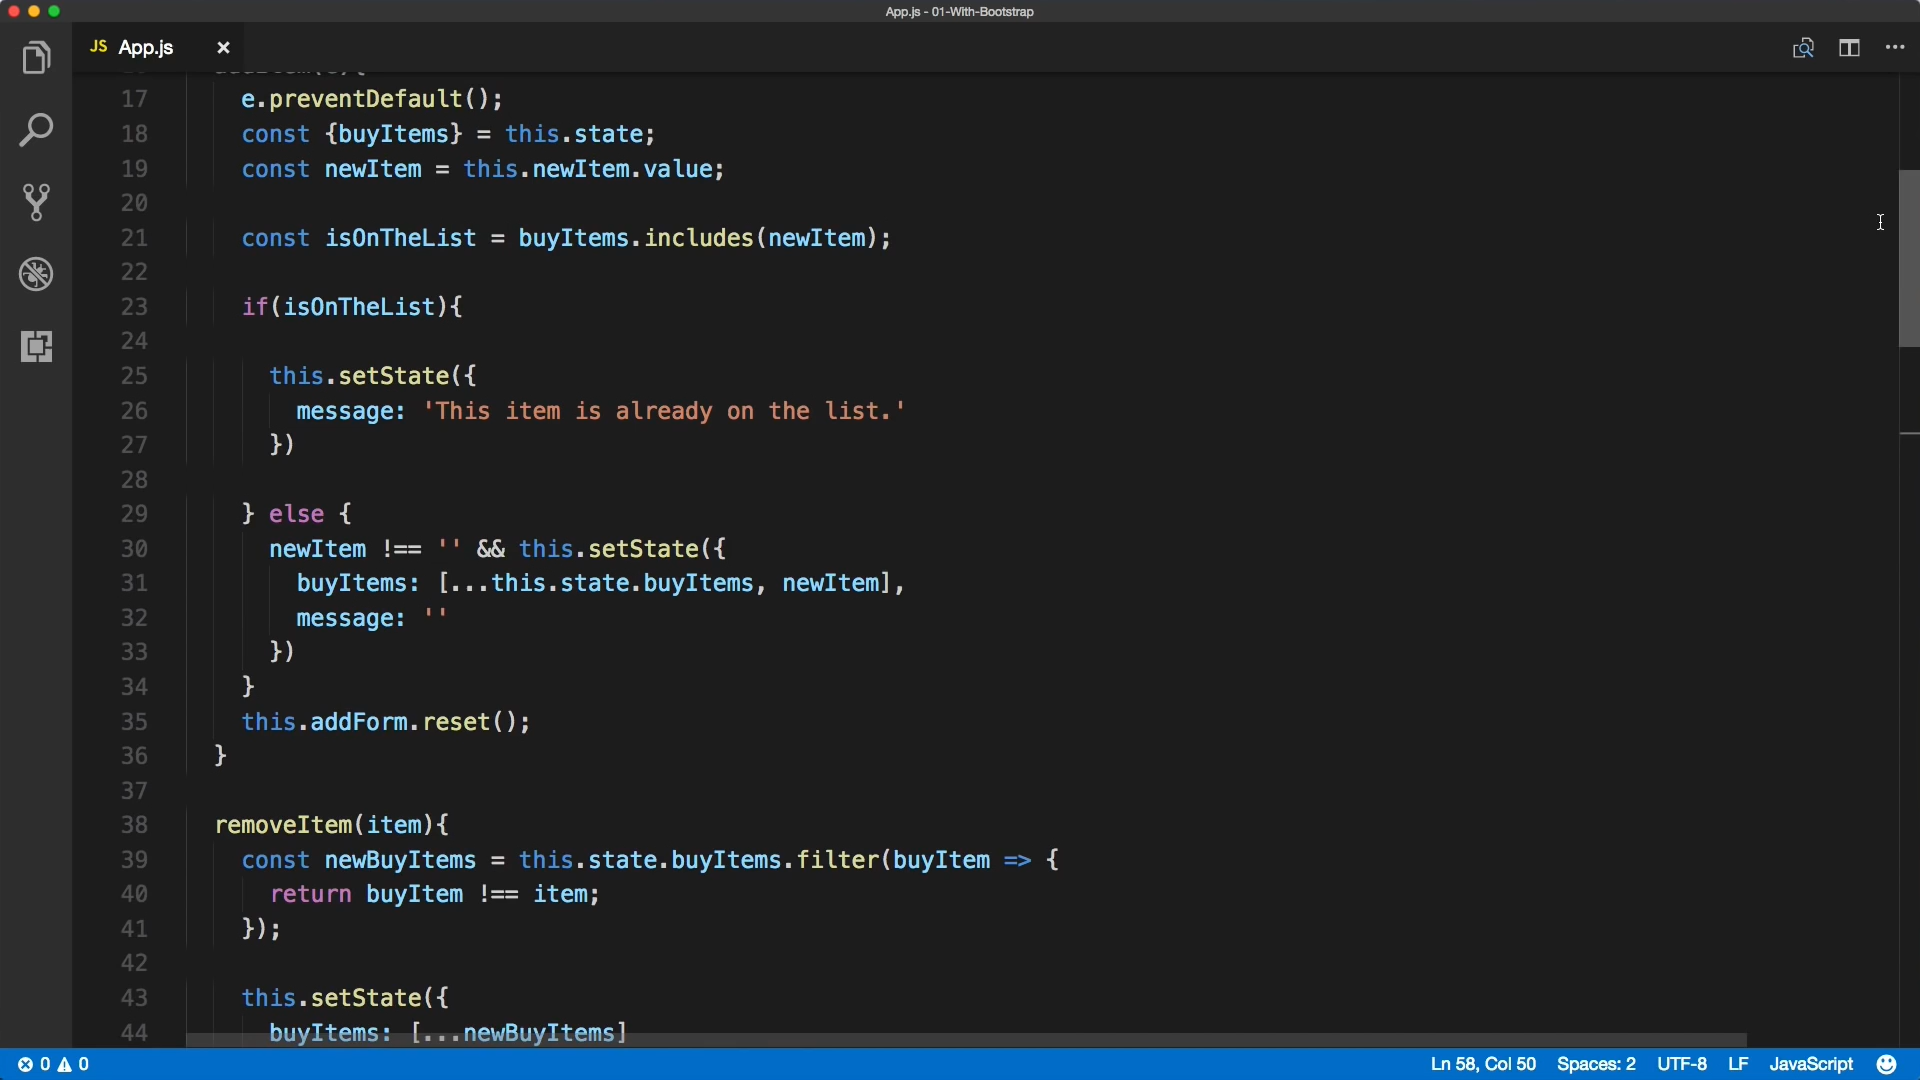 App.js - 01-With-Bootstrap
JS App.js
17 e.preventDefault();
18 const {buyItems} = this.state;
19 const newItem = this.newItem.value;
20
21 const isOnTheList = buyItems.includes(newItem);
22
23 if(isOnTheList){
24
25 this.setState({
26 message: 'This item is already on the list.'
27 })
28
29 } else {
30 newItem !== '' && this.setState({
31 buyItems: [...this.state.buyItems, newItem],
32 message: ''
33 })
34 }
35 this.addForm.reset();
36 }
37
38 removeItem(item){
39 const newBuyItems = this.state.buyItems.filter(buyItem => {
40 return buyItem !== item;
41 });
42
43 this.setState({
44 buyItems: [...newBuyItems]
0 0 Ln 58, Col 50 Spaces: 2 UTF-8 LF JavaScript